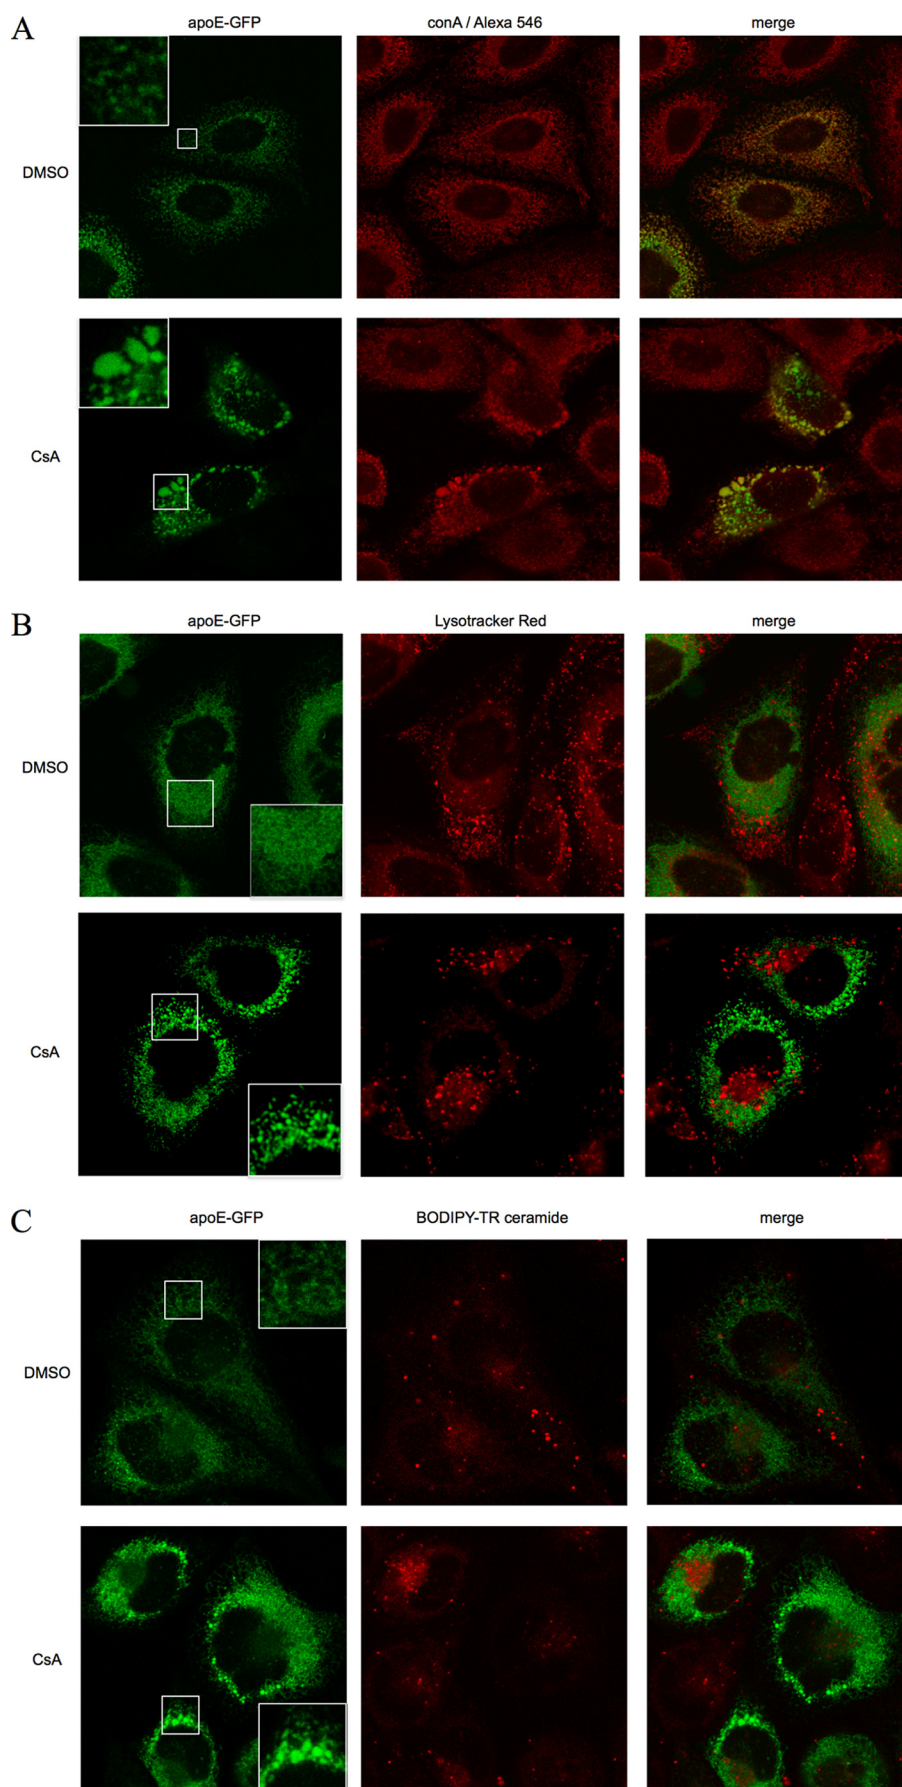 A
apoE-GFP conA / Alexa 546 merge
DMSO
CsA
B
apoE-GFP Lysotracker Red merge
DMSO
CsA
C
apoE-GFP BODIPY-TR ceramide merge
DMSO
CsA